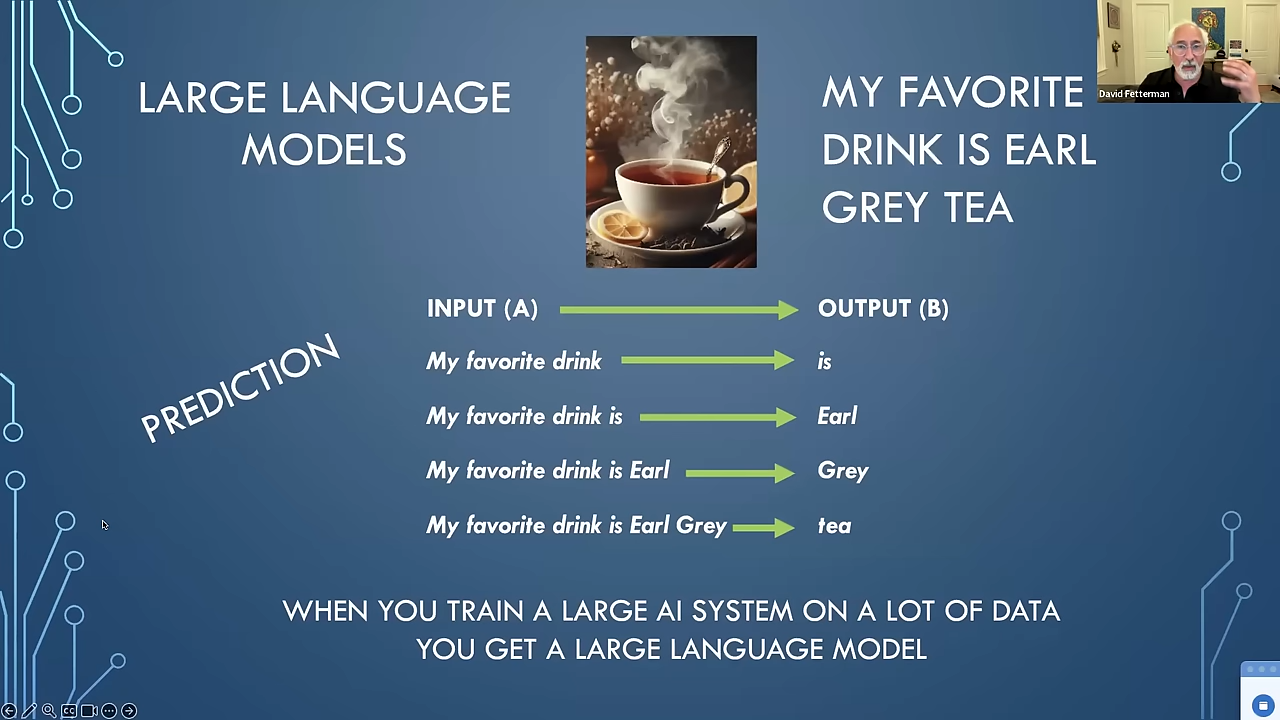 LARGE LANGUAGE
MODELS
MY FAVORITE
DRINK IS EARL
GREY TEA
David Fetterman
PREDICTION
INPUT (A) OUTPUT (B)
My favorite drink is
My favorite drink is Earl
My favorite drink is Earl Grey
My favorite drink is Earl Grey tea
WHEN YOU TRAIN A LARGE AI SYSTEM ON A LOT OF DATA
YOU GET A LARGE LANGUAGE MODEL
CC